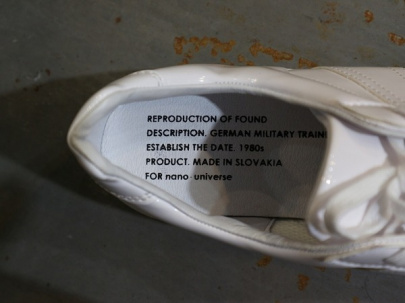 REPRODUCTION OF FOUND
DESCRIPTION. GERMAN MILITARY TRAIN
ESTABLISH THE DATE. 1980s
PRODUCT. MADE IN SLOVAKIA
FOR nano·universe